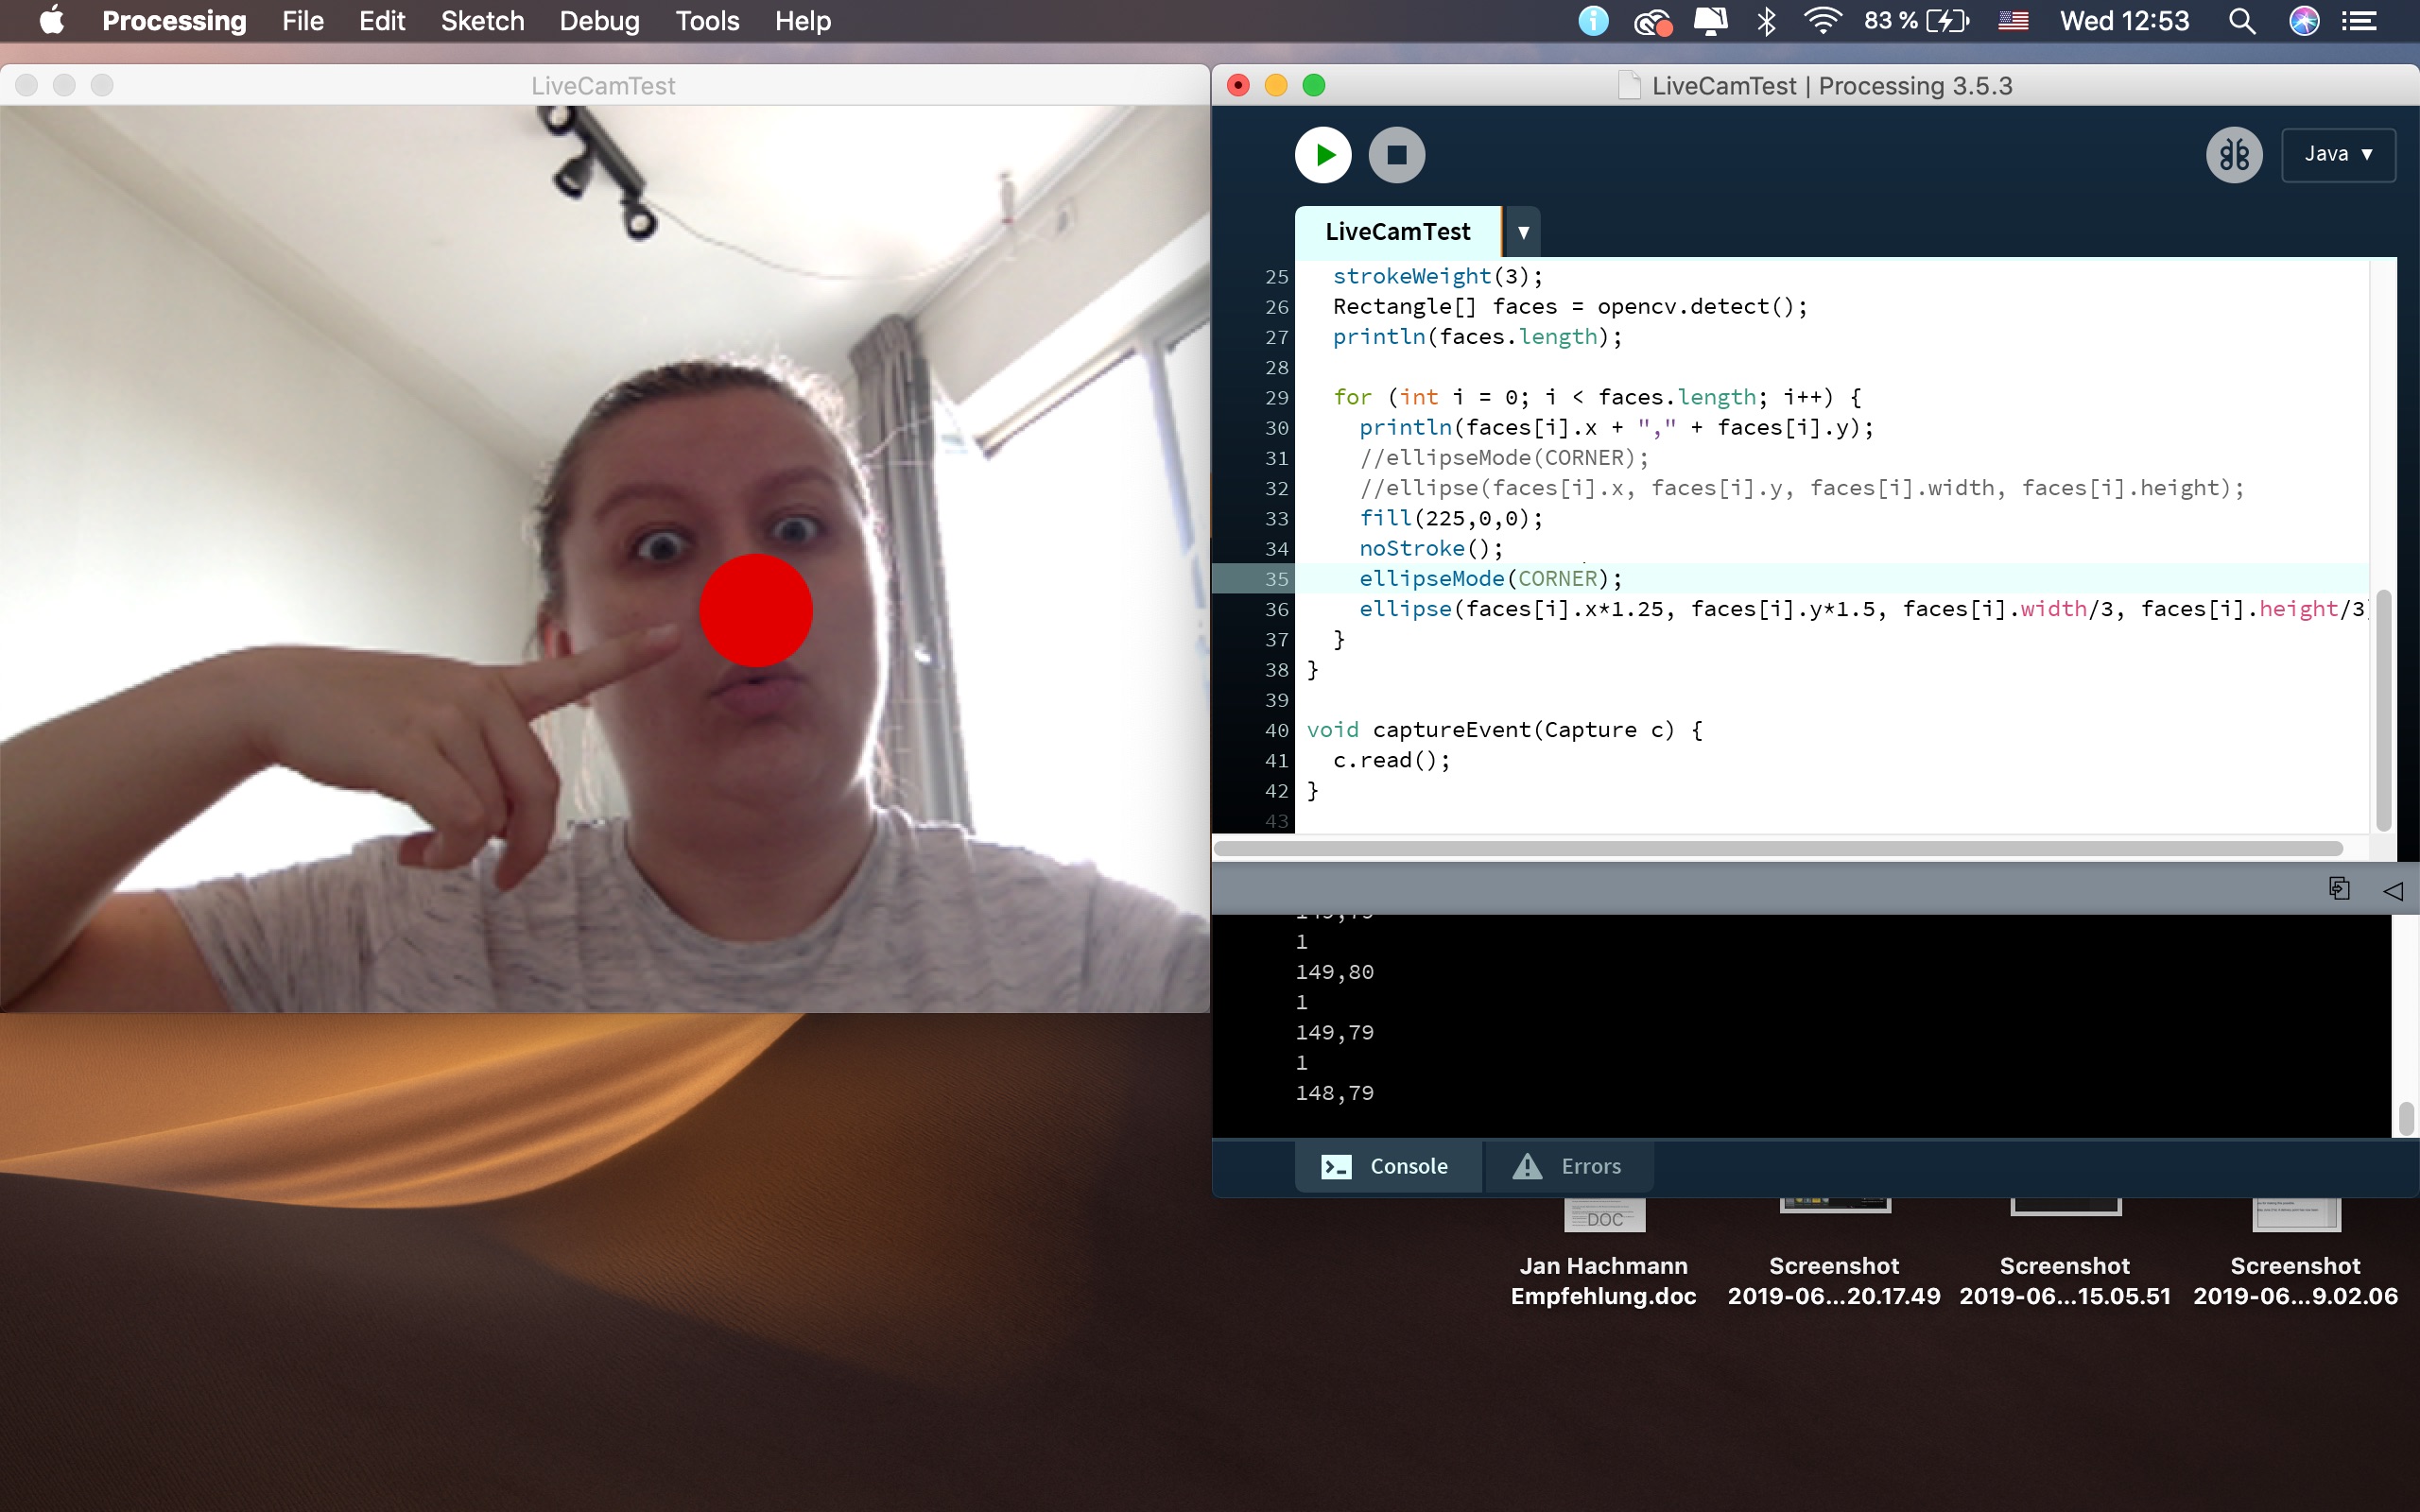 Processing File Edit Sketch Debug Tools Help 83 % Wed 12:53
LiveCamTest
LiveCamTest | Processing 3.5.3
Java ▼
LiveCamTest ▼
25 strokeWeight(3);
26 Rectangle[] faces = opencv.detect();
27 println(faces.length);
28
29 for (int i = 0; i < faces.length; i++) {
30 println(faces[i].x + "," + faces[i].y);
31 //ellipseMode(CORNER);
32 //ellipse(faces[i].x, faces[i].y, faces[i].width, faces[i].height);
33 fill(225,0,0);
34 noStroke();
35 ellipseMode(CORNER);
36 ellipse(faces[i].x*1.25, faces[i].y*1.5, faces[i].width/3, faces[i].height/3
37 }
38 }
39
40 void captureEvent(Capture c) {
41 c.read();
42 }
43
1
149,80
1
149,79
1
148,79
Console Errors
DOC
Jan Hachmann
Empfehlung.doc
Screenshot
2019-06...20.17.49
Screenshot
2019-06...15.05.51
Screenshot
2019-06...9.02.06